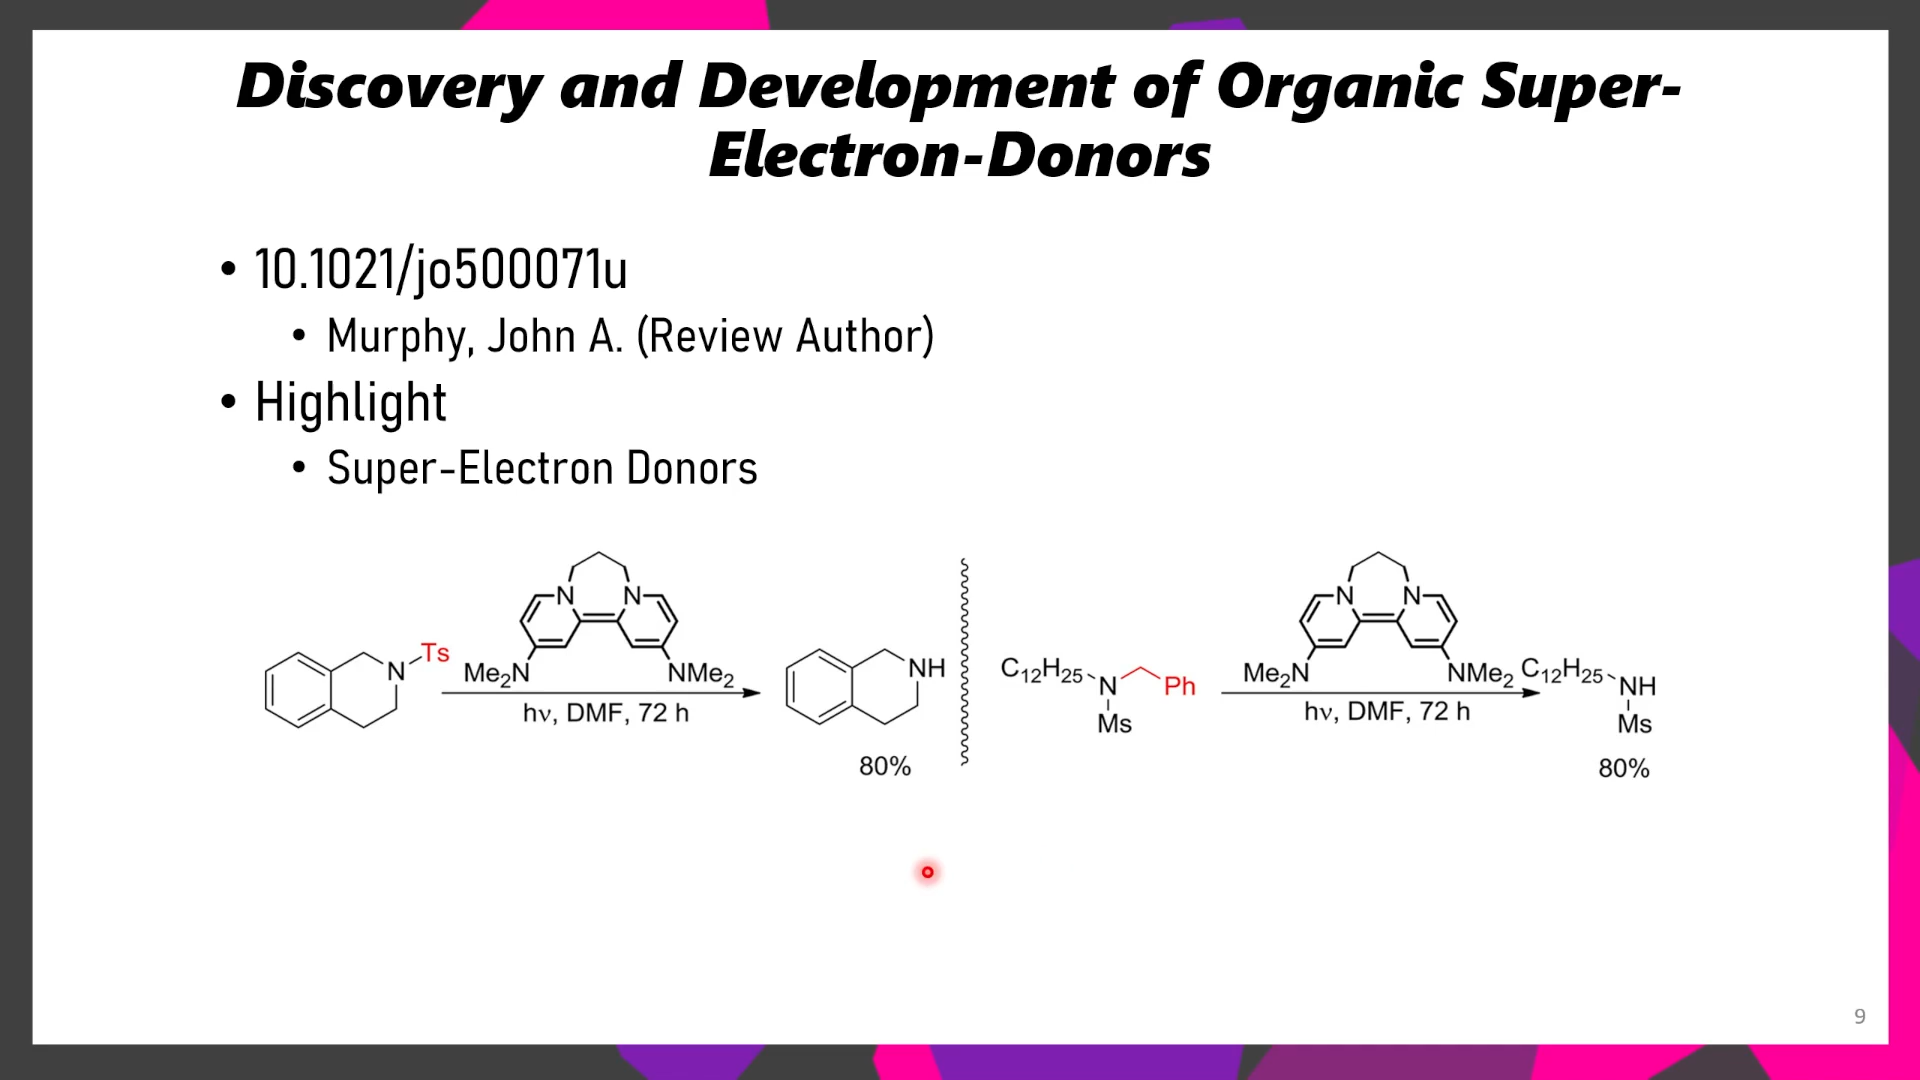 Discovery and Development of Organic Super-
Electron-Donors
• 10.1021/jo500071u
• Murphy, John A. (Review Author)
• Highlight
• Super-Electron Donors
N Ts
N N
Me2N NMe2
hν, DMF, 72 h
NH
80%
C12H25 N Ph
Ms
N N
Me2N NMe2
hν, DMF, 72 h
C12H25 NH
Ms
80%
9